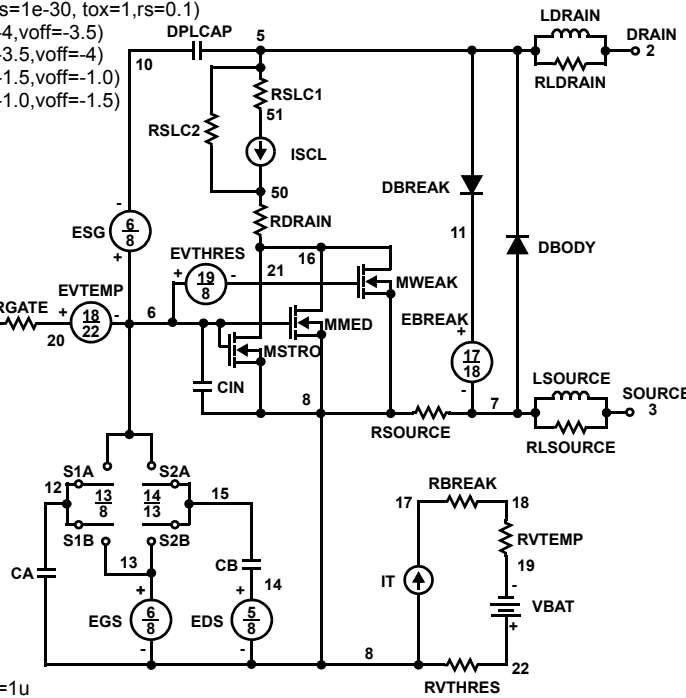 s=1e-30, tox=1,rs=0.1)
-4,voff=-3.5)
-3.5,voff=-4)
-1.5,voff=-1.0)
-1.0,voff=-1.5)
DPLCAP
5
10
LDRAIN
DRAIN
2
RLDRAIN
RSLC1
51
RSLC2
ISCL
50
RDRAIN
DBREAK
11
DBODY
-
ESG
6
8
+
EVTHRES
+
19
8
-
21
16
MWEAK
RGATE
20
EVTEMP
+
18
22
-
6
MMED
MSTRO
EBREAK
+
17
18
-
CIN
8
RSOURCE
7
LSOURCE
SOURCE
3
RLSOURCE
S1A
S2A
12
13
8
14
13
15
S1B
S2B
13
CA
CB
14
+
EGS
6
8
-
+
EDS
5
8
-
RBREAK
17
18
RVTEMP
19
IT
-
VBAT
+
8
22
RVTHRES
=1u